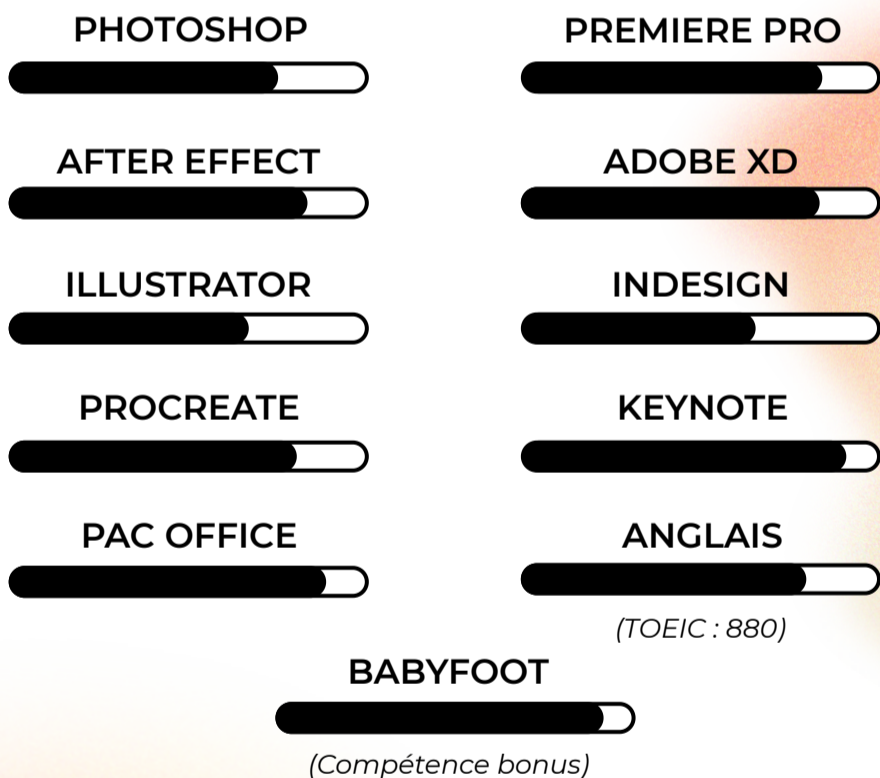 PHOTOSHOP
PREMIERE PRO
AFTER EFFECT
ADOBE XD
ILLUSTRATOR
INDESIGN
PROCREATE
KEYNOTE
PAC OFFICE
ANGLAIS
(TOEIC : 880)
BABYFOOT
(Compétence bonus)